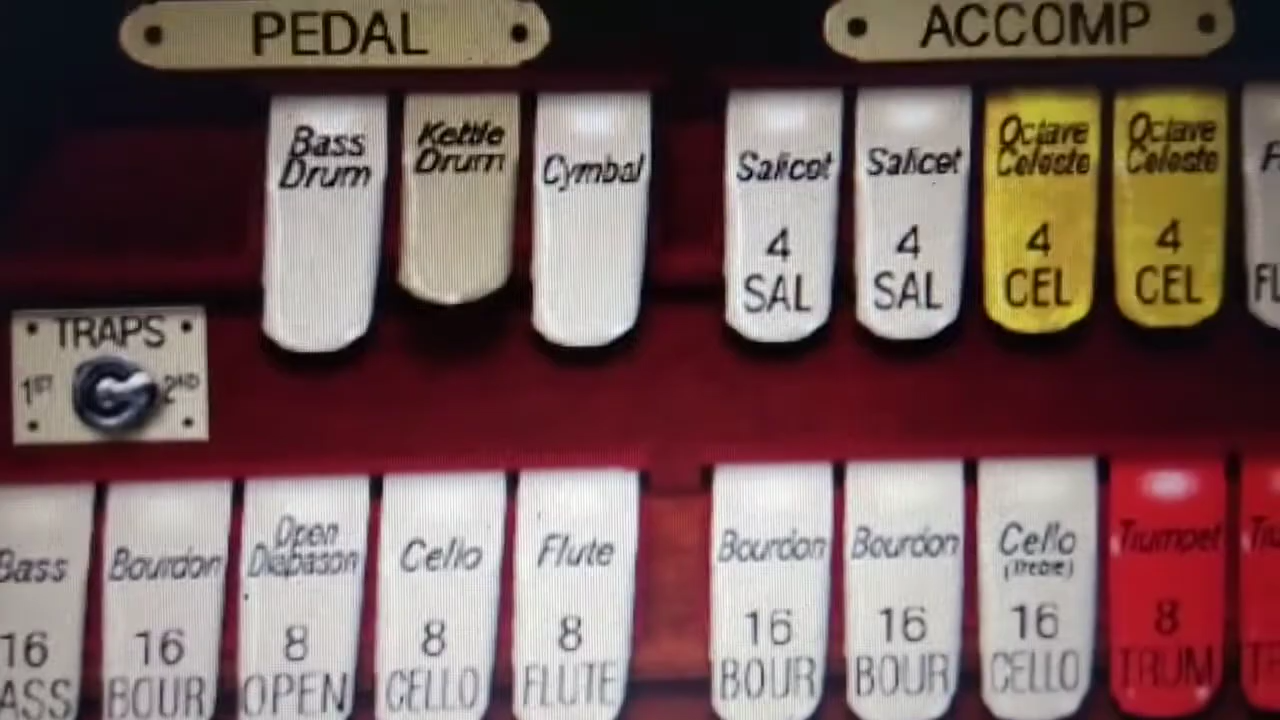 PEDAL
ACCOMP
Bass
Drum
Kettle
Drum
Cymbal
Salicet
4
SAL
Salicet
4
SAL
Octave
Celeste
4
CEL
Octave
Celeste
4
CEL
FL
TRAPS
1ST 2ND
Bass
16
ASS
Bourdon
16
BOUR
Open
Diapason
8
OPEN
Cello
8
CELLO
Flute
8
FLUTE
Bourdon
16
BOUR
Bourdon
16
BOUR
Cello
(Treble)
16
CELLO
Trumpet
8
TRUM